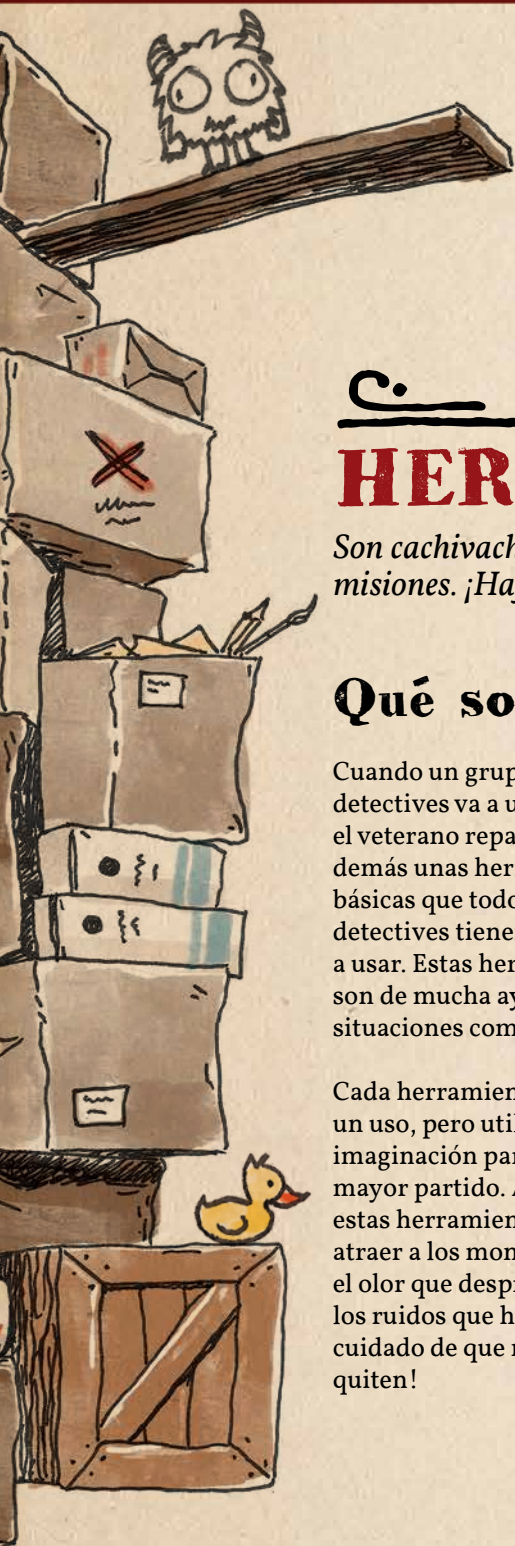 HER
Son cachivach
misiones. ¡Ha
Qué so
Cuando un grup
detectives va a u
el veterano repa
demás unas her
básicas que todo
detectives tiene
a usar. Estas her
son de mucha ay
situaciones com
Cada herramien
un uso, pero util
imaginación par
mayor partido. A
estas herramien
atraer a los mon
el olor que despr
los ruidos que h
cuidado de que n
quiten!